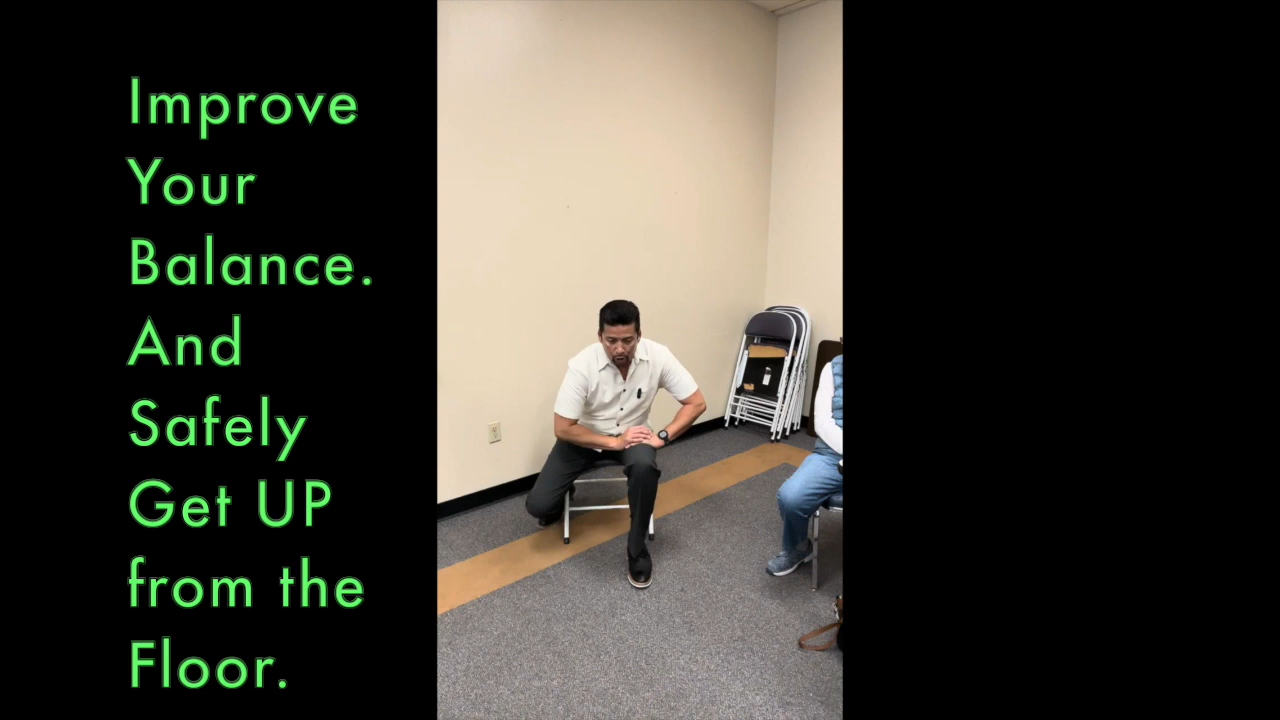 Improve
Your
Balance.
And
Safely
Get UP
from the
Floor.